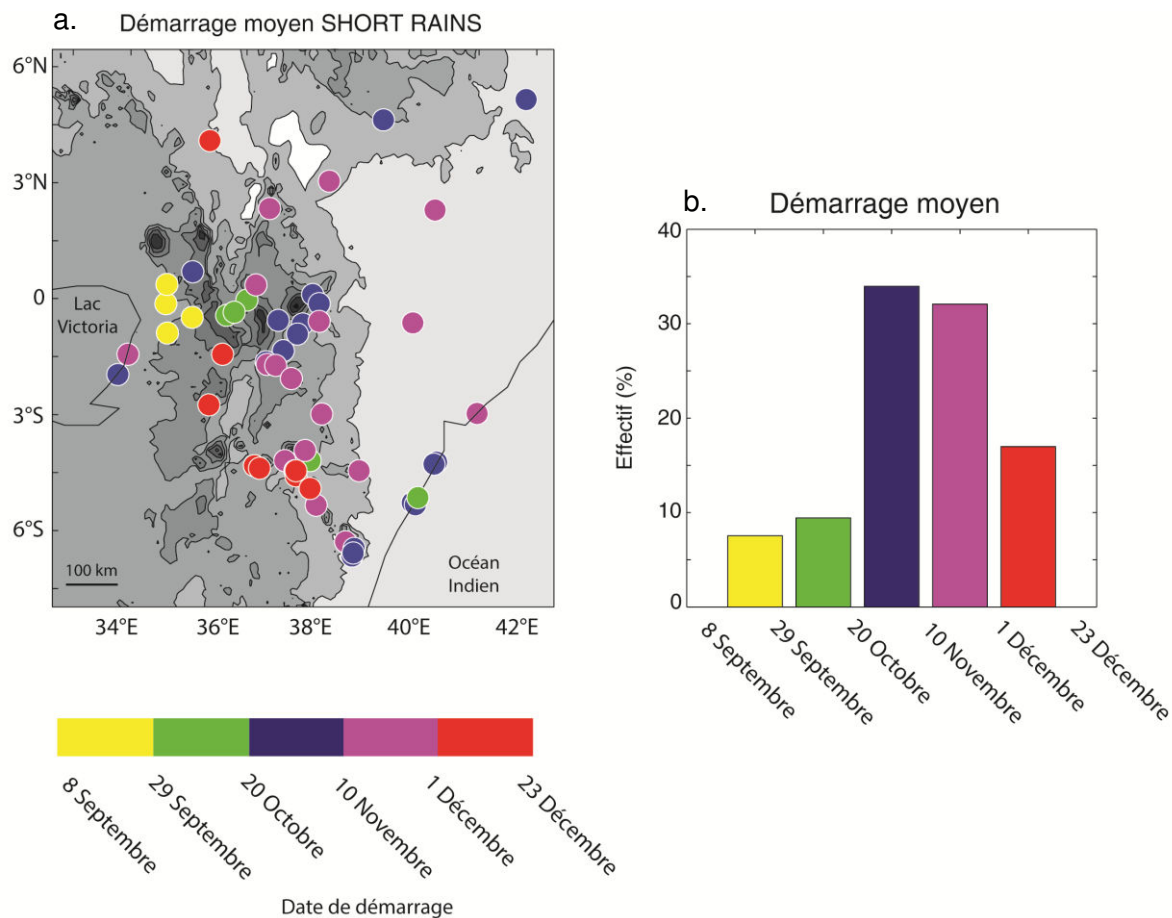 a. Démarrage moyen SHORT RAINS
6°N
3°N
0
3°S
6°S
Lac
Victoria
100 km
Océan
Indien
34°E 36°E 38°E 40°E 42°E
8 Septembre
29 Septembre
20 Octobre
10 Novembre
1 Décembre
23 Décembre
Date de démarrage
b. Démarrage moyen
Effectif (%)
40
30
20
10
0
8 Septembre
29 Septembre
20 Octobre
10 Novembre
1 Décembre
23 Décembre